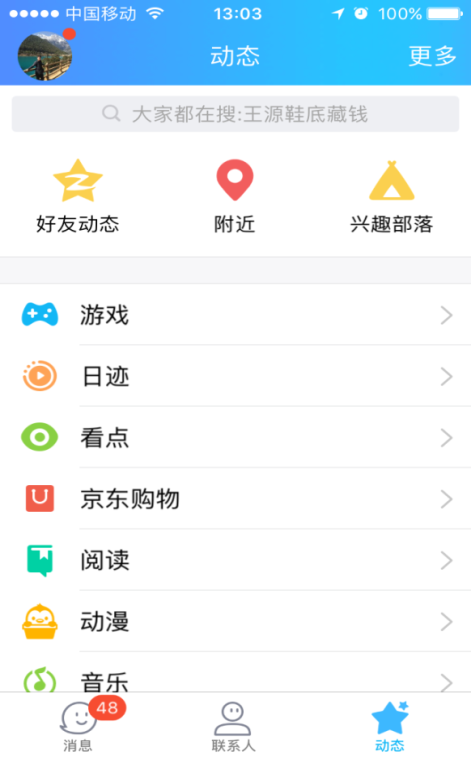 中国移动 13:03 100%
动态 更多
大家都在搜:王源鞋底藏钱
好友动态 附近 兴趣部落
游戏
日迹
看点
京东购物
阅读
动漫
音乐
48
消息 联系人 动态